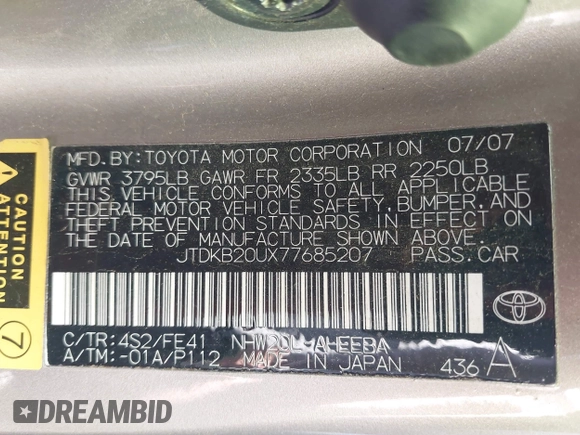 MFD.BY:TOYOTA MOTOR CORPORATION 07/07
GVWR 3795LB GAWR FR 2335LB RR 2250LB
THIS VEHICLE CONFORMS TO ALL APPLICABLE
FEDERAL MOTOR VEHICLE SAFETY, BUMPER, AND
THEFT PREVENTION STANDARDS IN EFFECT ON
THE DATE OF MANUFACTURE SHOWN ABOVE.
JTDKB20UX77685207 PASS.CAR
C/TR:4S2/FE41 NHW20L-AHEEBA
A/TM:-01A/P112 MADE IN JAPAN 436 A
CAUTION
ATTENTION
7
DREAMBID